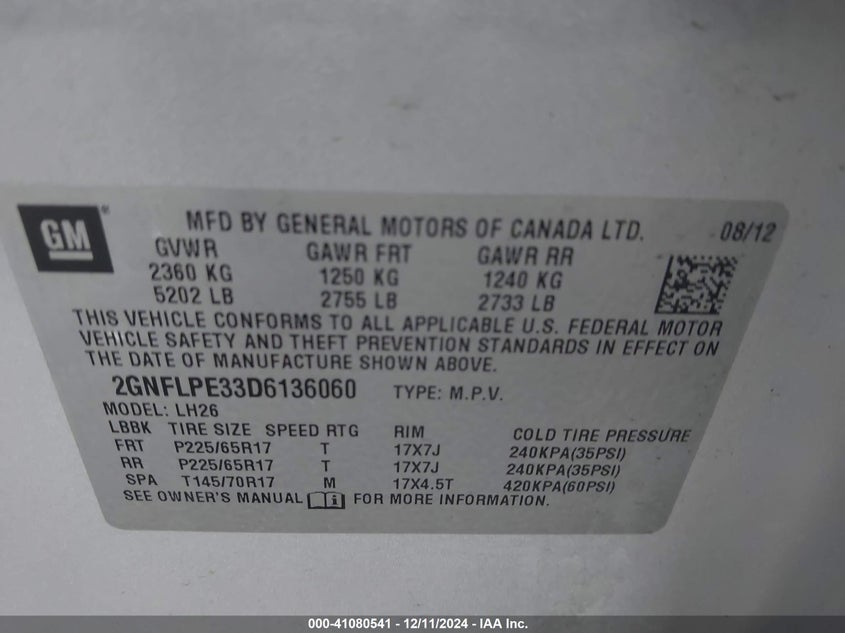 GM
MFD BY GENERAL MOTORS OF CANADA LTD. 08/12
GVWR GAWR FRT GAWR RR
2360 KG 1250 KG 1240 KG
5202 LB 2755 LB 2733 LB
THIS VEHICLE CONFORMS TO ALL APPLICABLE U.S. FEDERAL MOTOR
VEHICLE SAFETY AND THEFT PREVENTION STANDARDS IN EFFECT ON
THE DATE OF MANUFACTURE SHOWN ABOVE.
2GNFLPE33D6136060 TYPE: M.P.V.
MODEL: LH26
LBBK TIRE SIZE SPEED RTG RIM COLD TIRE PRESSURE
FRT P225/65R17 T 17X7J 240KPA(35PSI)
RR P225/65R17 T 17X7J 240KPA(35PSI)
SPA T145/70R17 M 17X4.5T 420KPA(60PSI)
SEE OWNER'S MANUAL FOR MORE INFORMATION.
000-41080541 - 12/11/2024 - IAA Inc.